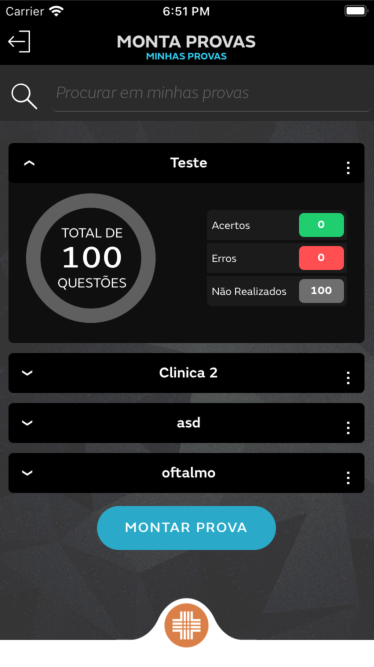 Carrier 6:51 PM
MONTA PROVAS
MINHAS PROVAS
Procurar em minhas provas
Teste
TOTAL DE
100
QUESTÕES
Acertos 0
Erros 0
Não Realizados 100
Clinica 2
asd
oftalmo
MONTAR PROVA